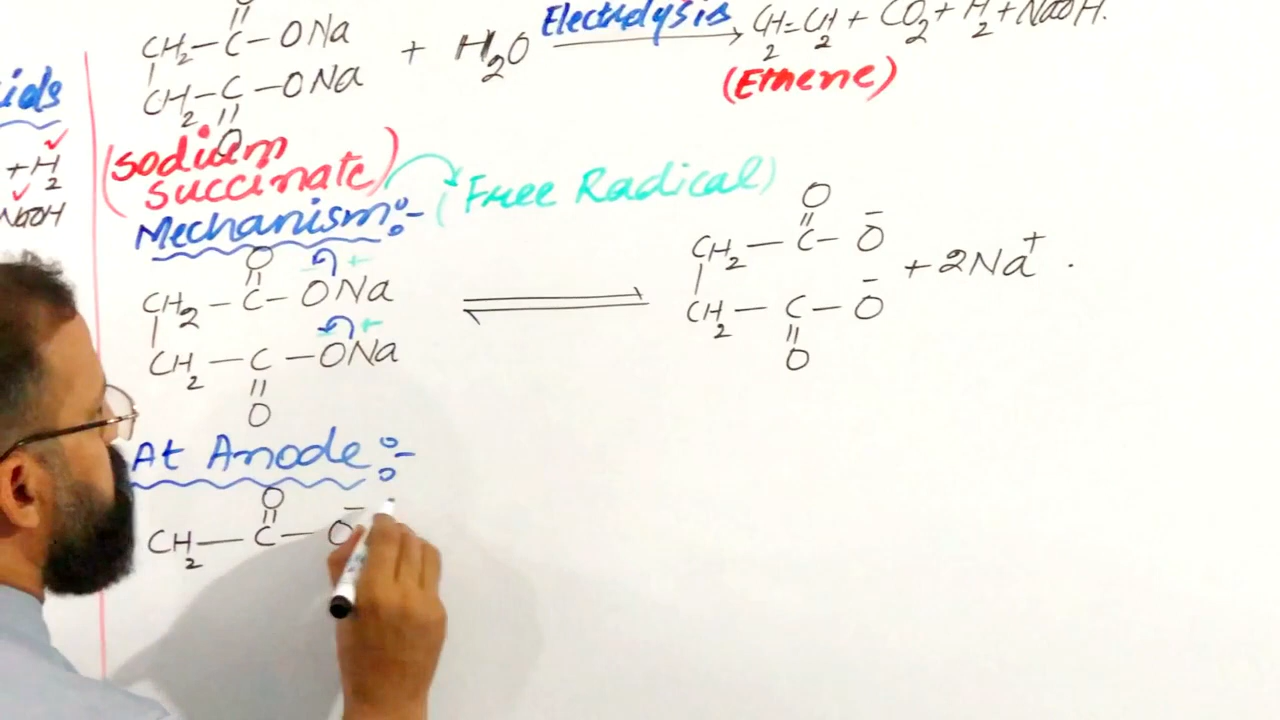 O
||
CH2–C–ONa + H2O Electrolysis → CH2=CH2 + CO2 + H2 + NaOH.
|
CH2–C–ONa (Ethene)
||
O
ids
+H2
NaOH
(Sodium
Succinate) (Free Radical)
Mechanism:-
O O
|| ||
CH2–C–ONa ⇌ CH2–C–O⁻ + 2Na⁺.
| |
CH2–C–ONa CH2–C–O⁻
|| ||
O O
At Anode:-
O
||
CH2–C–O⁻